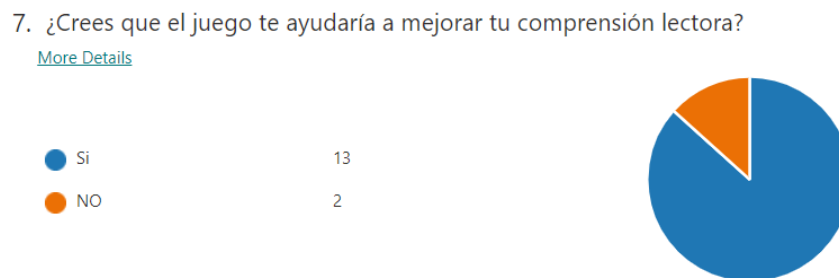 7. ¿Crees que el juego te ayudaría a mejorar tu comprensión lectora?
More Details
Si 13
NO 2